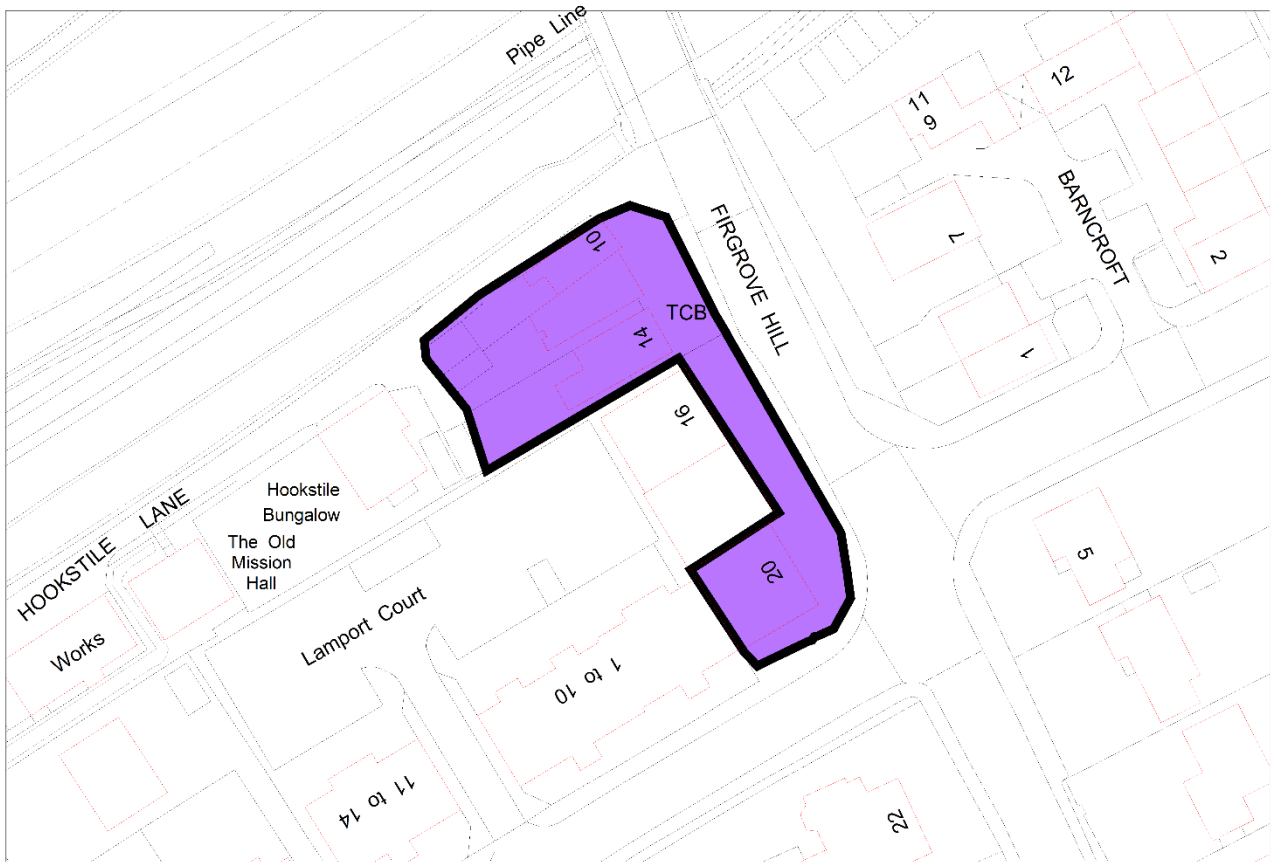 Pipe Line
12
11
9
BARNCROFT
10
FIRGROVE HILL
7
2
TCB
14
1
16
Hookstile
Bungalow
HOOKSTILE LANE
The Old
Mission
Hall
20
5
Lamport Court
Works
1 to 10
11 to 14
22